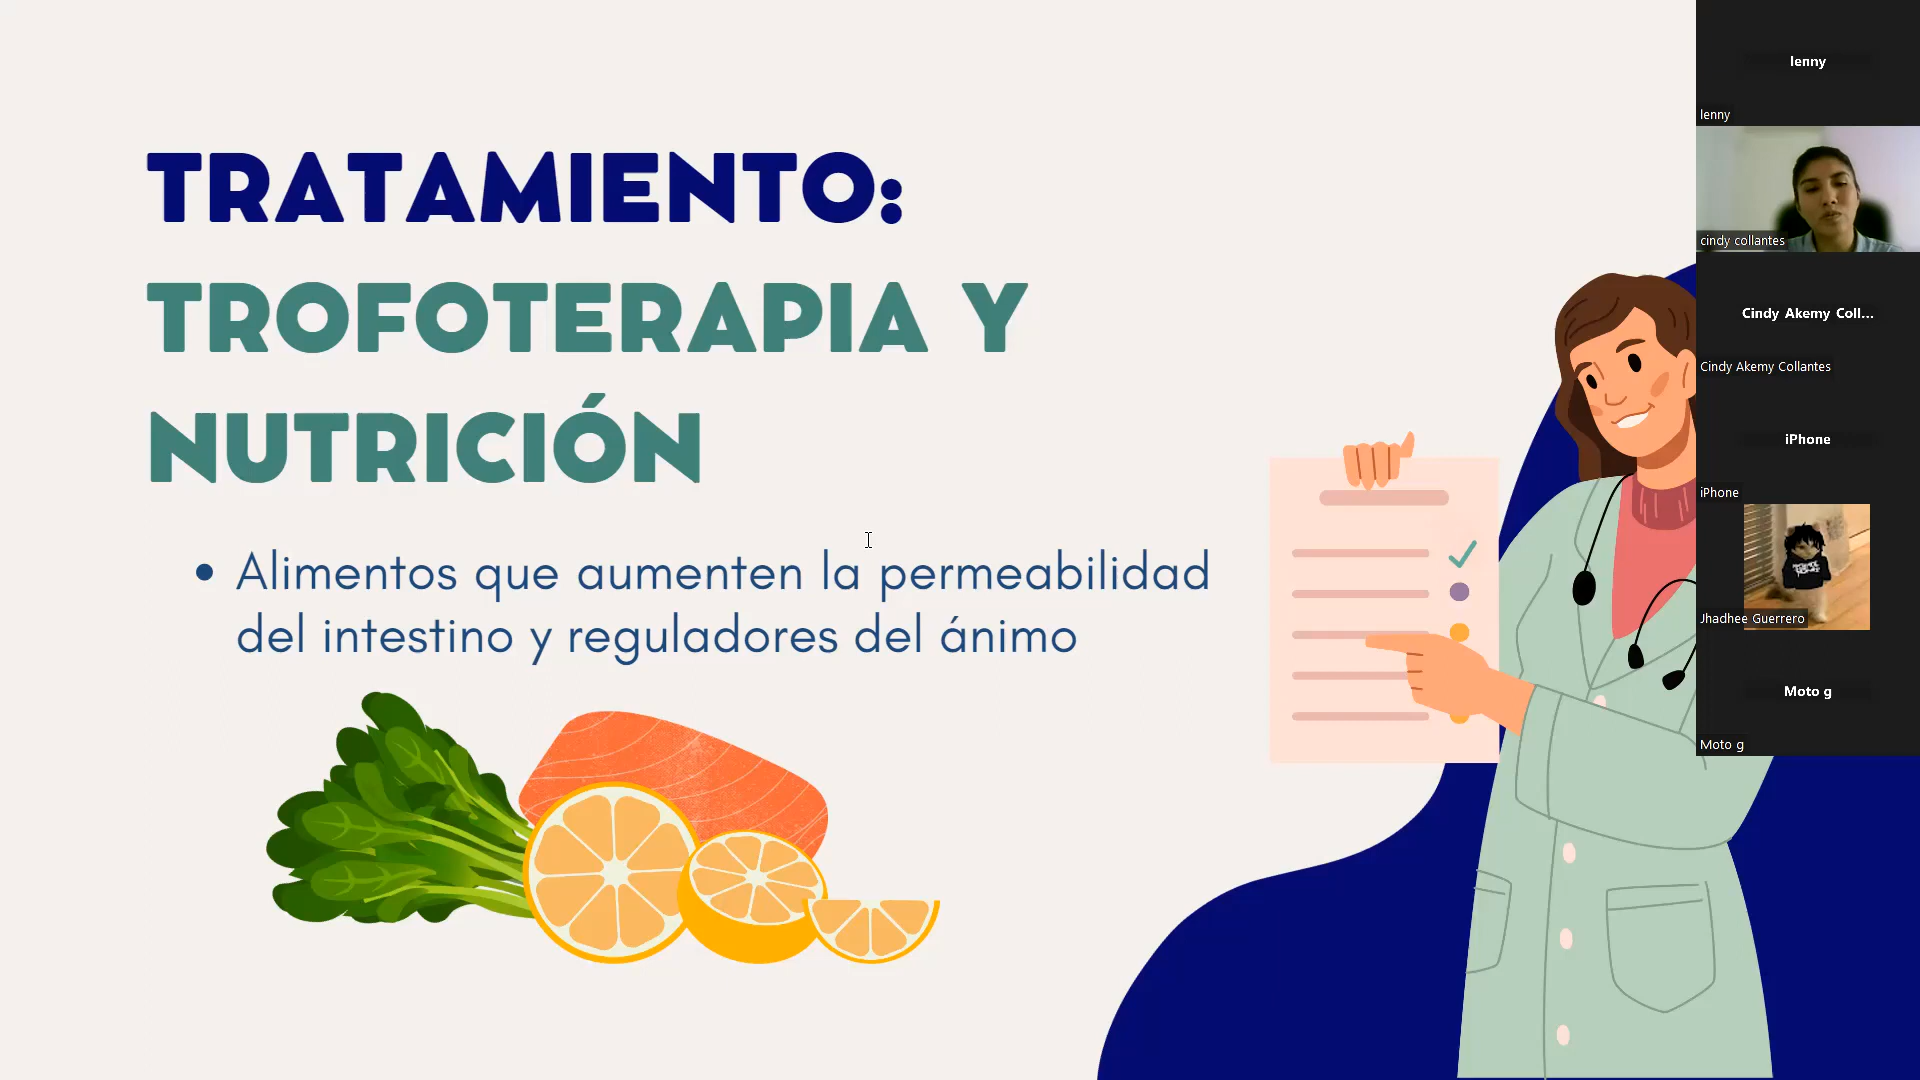 TRATAMIENTO:
TROFOTERAPIA Y
NUTRICIÓN
• Alimentos que aumenten la permeabilidad
del intestino y reguladores del ánimo
lenny
lenny
cindy collantes
Cindy Akemy Coll...
Cindy Akemy Collantes
iPhone
iPhone
Jhadhee Guerrero
Moto g
Moto g